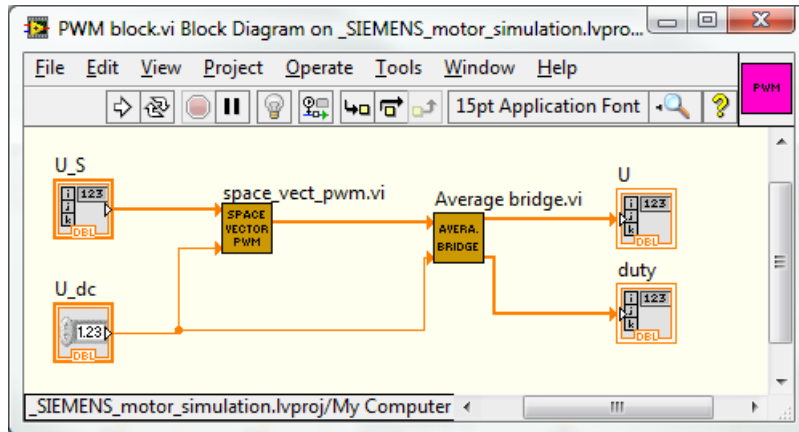 PWM block.vi Block Diagram on _SIEMENS_motor_simulation.lvpro...
File Edit View Project Operate Tools Window Help
15pt Application Font
PWM
U_S
i 123
j
k
DBL
space_vect_pwm.vi
SPACE
VECTOR
PWM
Average bridge.vi
AVERA.
BRIDGE
U
i 123
j
k
DBL
duty
i 123
j
k
DBL
U_dc
1.23
DBL
_SIEMENS_motor_simulation.lvproj/My Computer